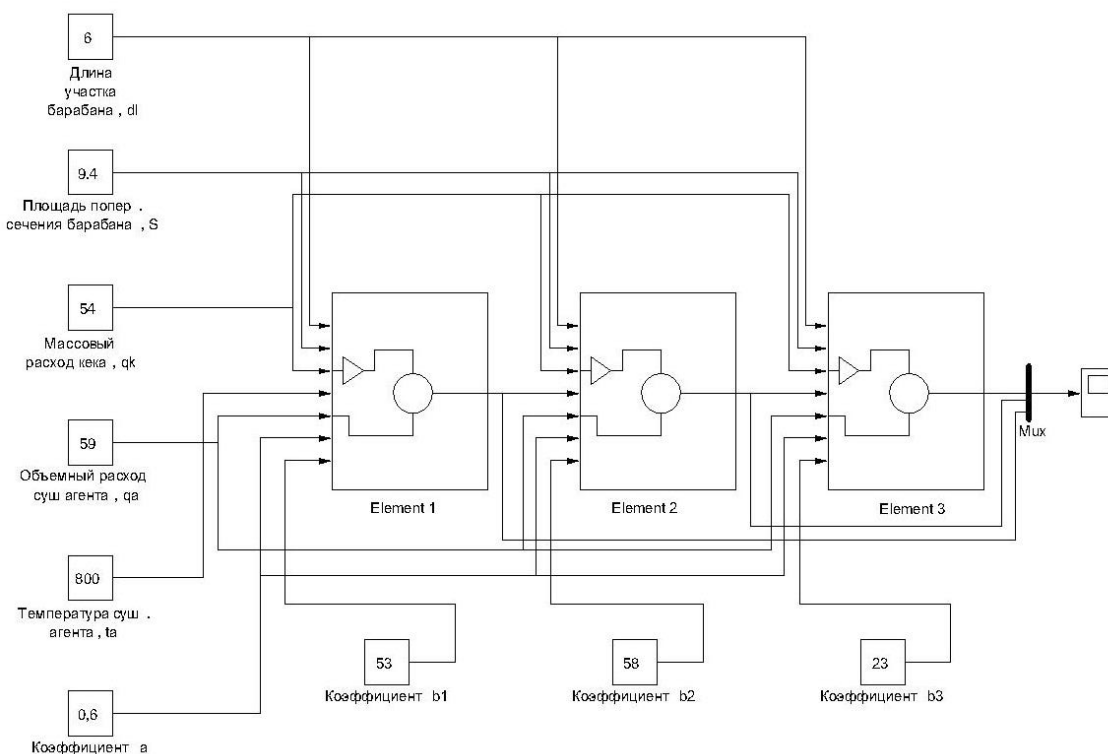 6
Длина
участка
барабана , dl
9.4
Площадь попер .
сечения барабана , S
54
Массовый
расход кека , qk
59
Объемный расход
суш агента , qa
800
Температура суш .
агента , ta
0,6
Коэффициент a
Element 1
Element 2
Element 3
Mux
53
Коэффициент b1
58
Коэффициент b2
23
Коэффициент b3